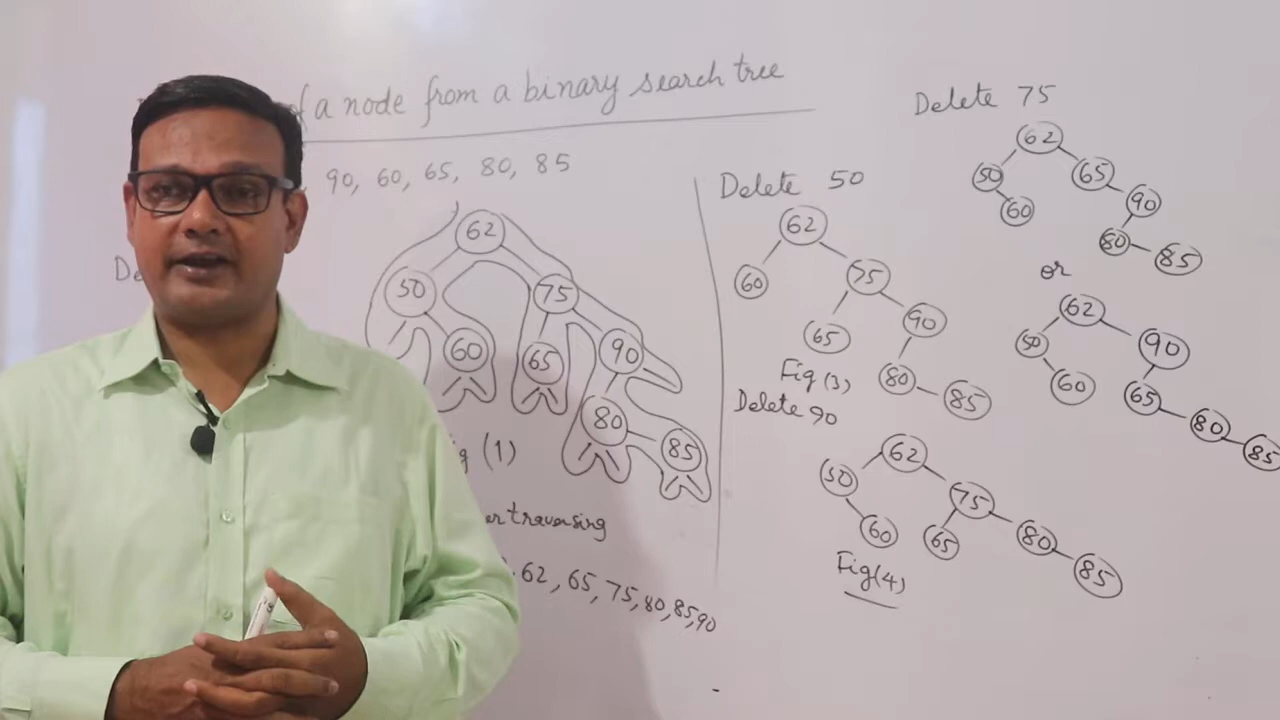 of a node from a binary search tree
90, 60, 65, 80, 85
62
50 75
60 65 90
80
85
Fig (1)
traversing
62, 65, 75, 80, 85, 90
Delete 50
62
60 75
65 90
80 85
Fig (3)
Delete 90
62
50 75
60 65 80
85
Fig (4)
Delete 75
62
50 65
60 90
80 85
or
62
50 90
60 65
80
85